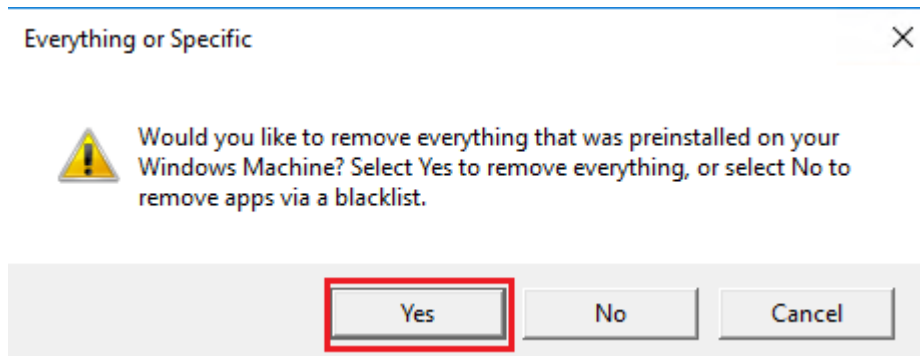 Everything or Specific
Would you like to remove everything that was preinstalled on your
Windows Machine? Select Yes to remove everything, or select No to
remove apps via a blacklist.
Yes No Cancel